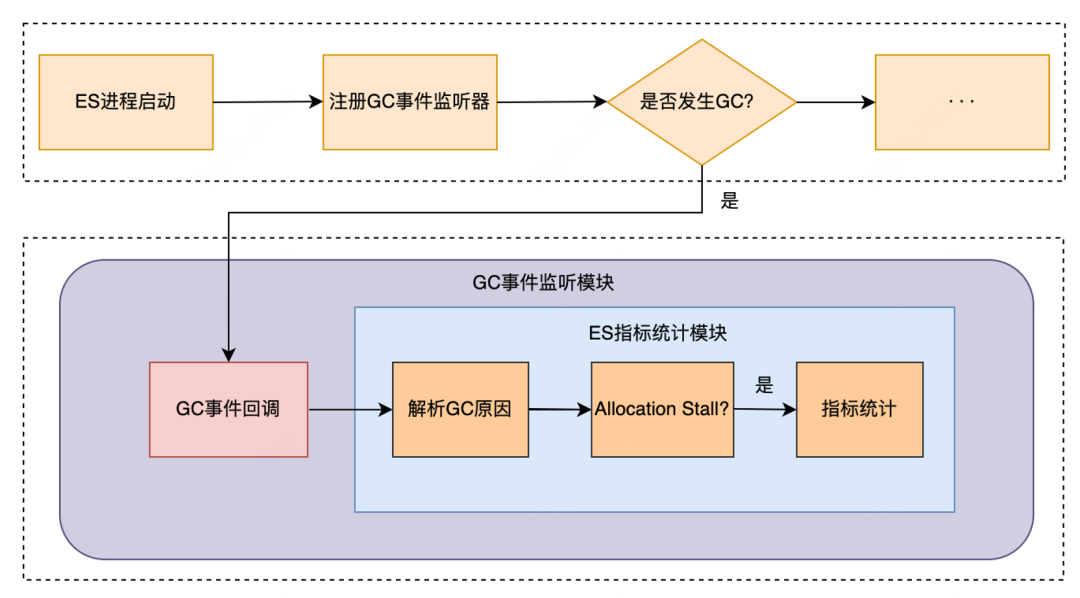 ES进程启动
注册GC事件监听器
是否发生GC?
···
是
GC事件监听模块
ES指标统计模块
GC事件回调
解析GC原因
Allocation Stall?
是
指标统计